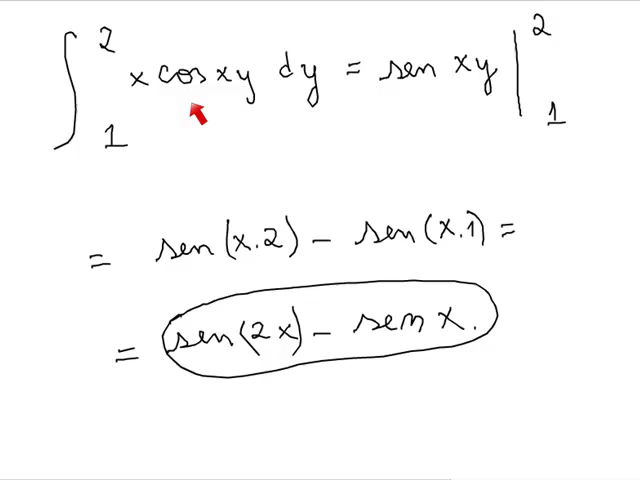 ∫₁² x cos xy dy = sen xy |₁²
= sen(x.2) - sen(x.1) =
= sen(2x) - sen x.